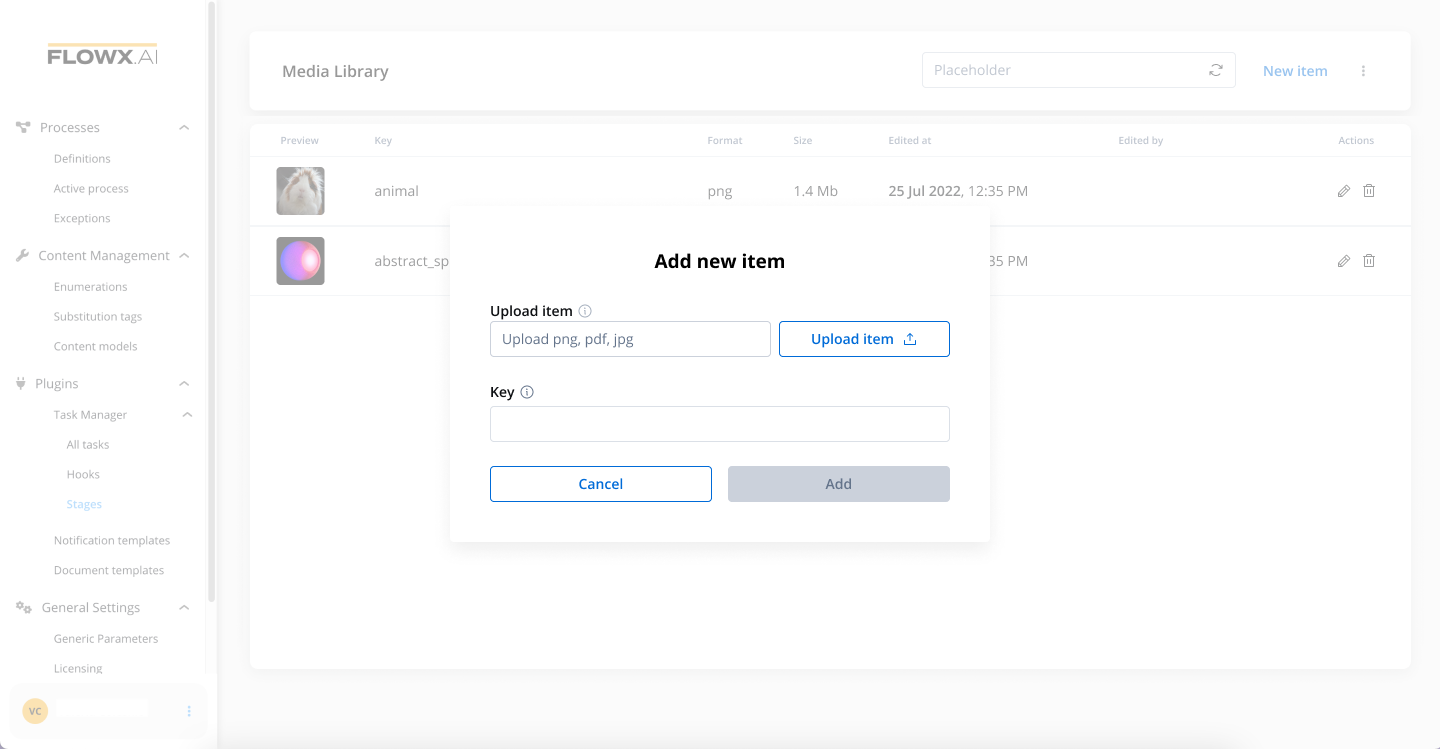 FLOWX.AI
Processes
Definitions
Active process
Exceptions
Content Management
Enumerations
Substitution tags
Content models
Plugins
Task Manager
All tasks
Hooks
Stages
Notification templates
Document templates
General Settings
Generic Parameters
Licensing
VC
Media Library
Placeholder
New item
Preview Key Format Size Edited at Edited by Actions
animal png 1.4 Mb 25 Jul 2022, 12:35 PM
abstract_sp 35 PM
Add new item
Upload item
Upload png, pdf, jpg Upload item
Key
Cancel Add